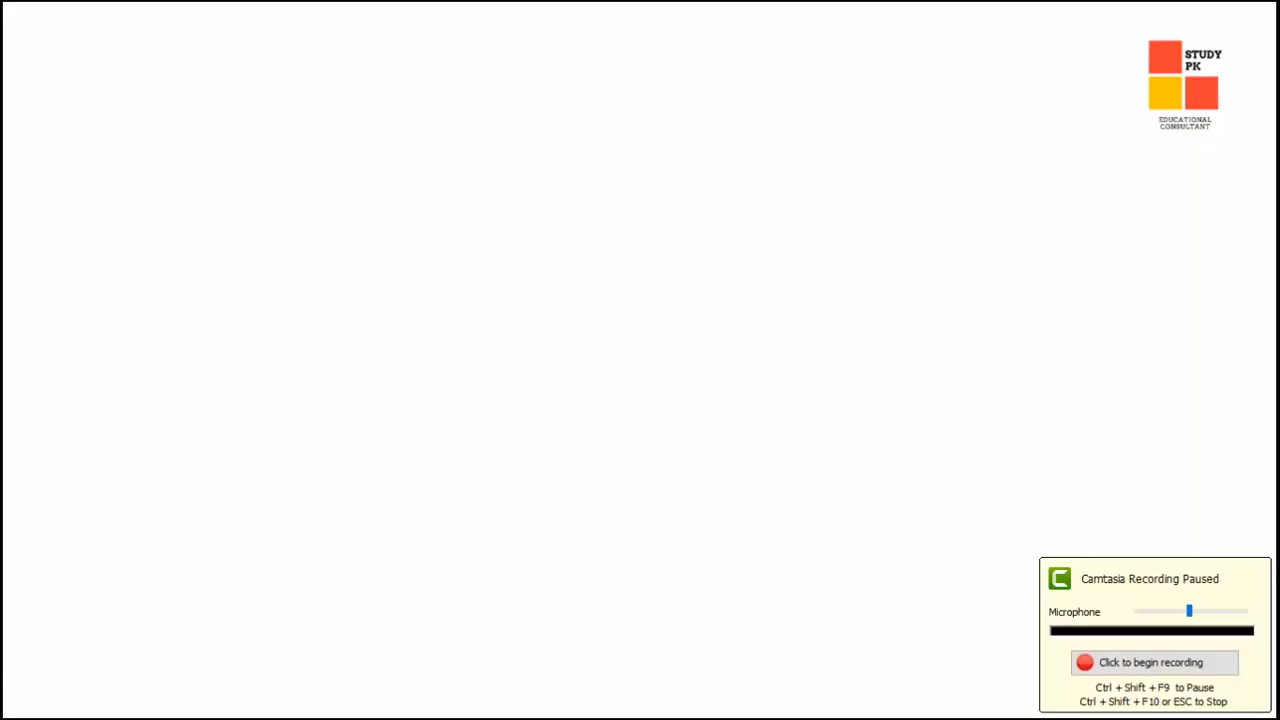 STUDY
PK
EDUCATIONAL
CONSULTANT
Camtasia Recording Paused
Microphone
Click to begin recording
Ctrl + Shift + F9 to Pause
Ctrl + Shift + F10 or ESC to Stop